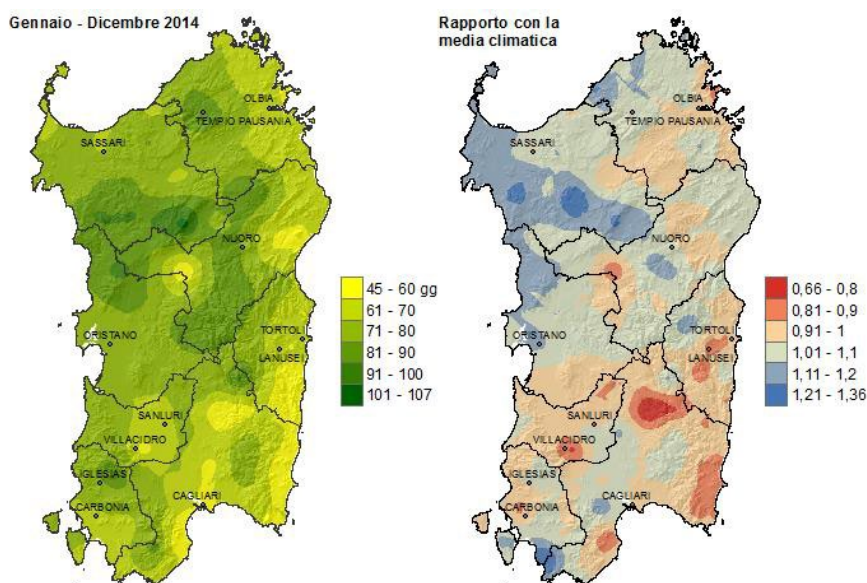 Gennaio - Dicembre 2014
OLBIA
TEMPIO PAUSANIA
SASSARI
NUORO
ORISTANO
TORTOLI
LANUSEI
SANLURI
VILLACIDRO
IGLESIAS
CARBONIA
CAGLIARI
45 - 60 gg
61 - 70
71 - 80
81 - 90
91 - 100
101 - 107
Rapporto con la
media climatica
OLBIA
TEMPIO PAUSANIA
SASSARI
NUORO
ORISTANO
TORTOLI
LANUSEI
SANLURI
VILLACIDRO
IGLESIAS
CARBONIA
CAGLIARI
0,66 - 0,8
0,81 - 0,9
0,91 - 1
1,01 - 1,1
1,11 - 1,2
1,21 - 1,36